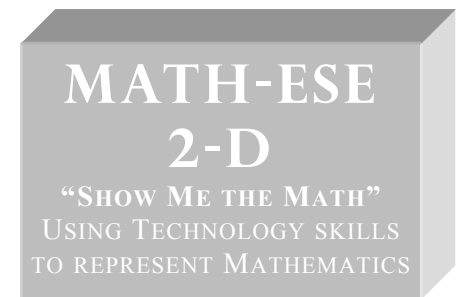 MATH-ESE
2-D
“SHOW ME THE MATH”
USING TECHNOLOGY SKILLS
TO REPRESENT MATHEMATICS